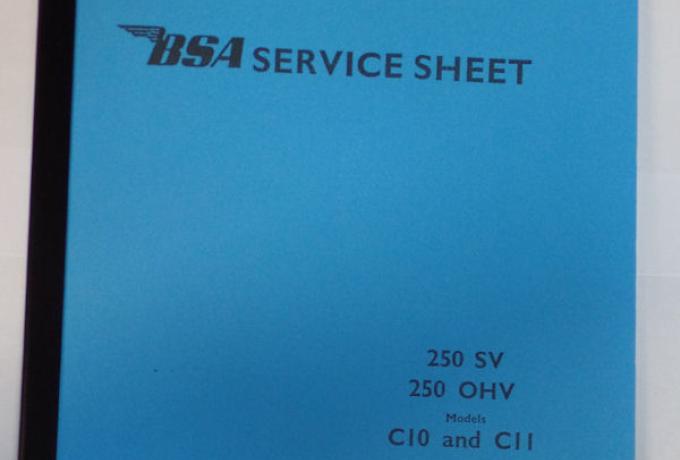 BSA SERVICE SHEET
250 SV
250 OHV
Models
C10 and C11